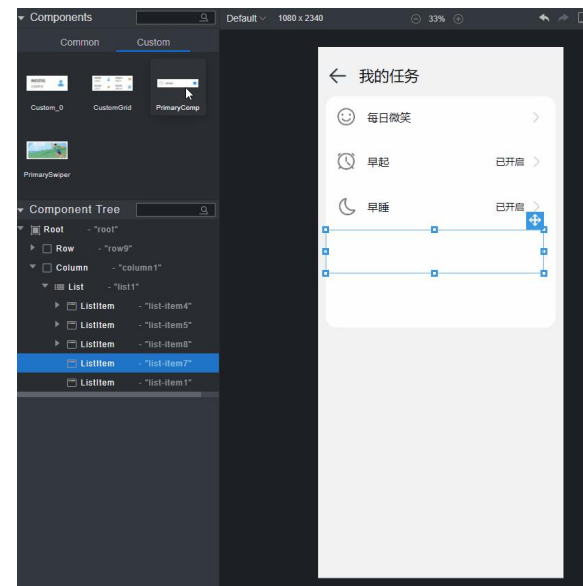 Components
Default
1080 x 2340
33%
Common
Custom
Custom_0
CustomGrid
PrimaryComp
PrimarySwiper
Component Tree
Root - "root"
Row - "row9"
Column - "column1"
List - "list1"
ListItem - "list-item4"
ListItem - "list-item5"
ListItem - "list-item8"
ListItem - "list-item7"
ListItem - "list-item1"
我的任务
每日微笑
早起 已开启
早睡 已开启